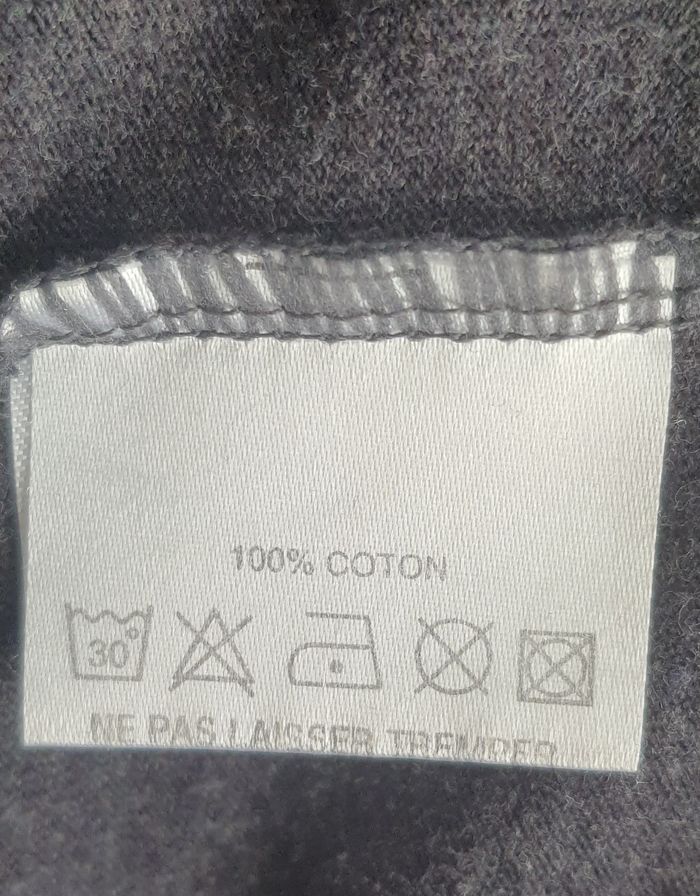 100% COTON
30°
NE PAS LAISSER TREMPER